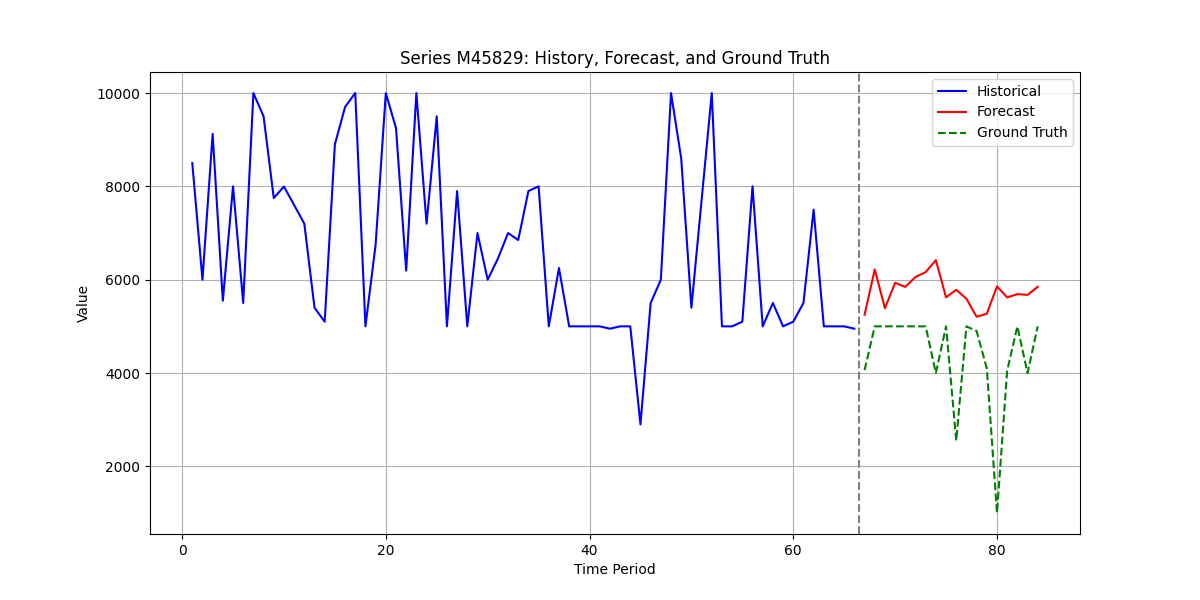 Series M45829: History, Forecast, and Ground Truth
10000
8000
6000
4000
2000
Value
Historical
Forecast
Ground Truth
0
20
40
60
80
Time Period